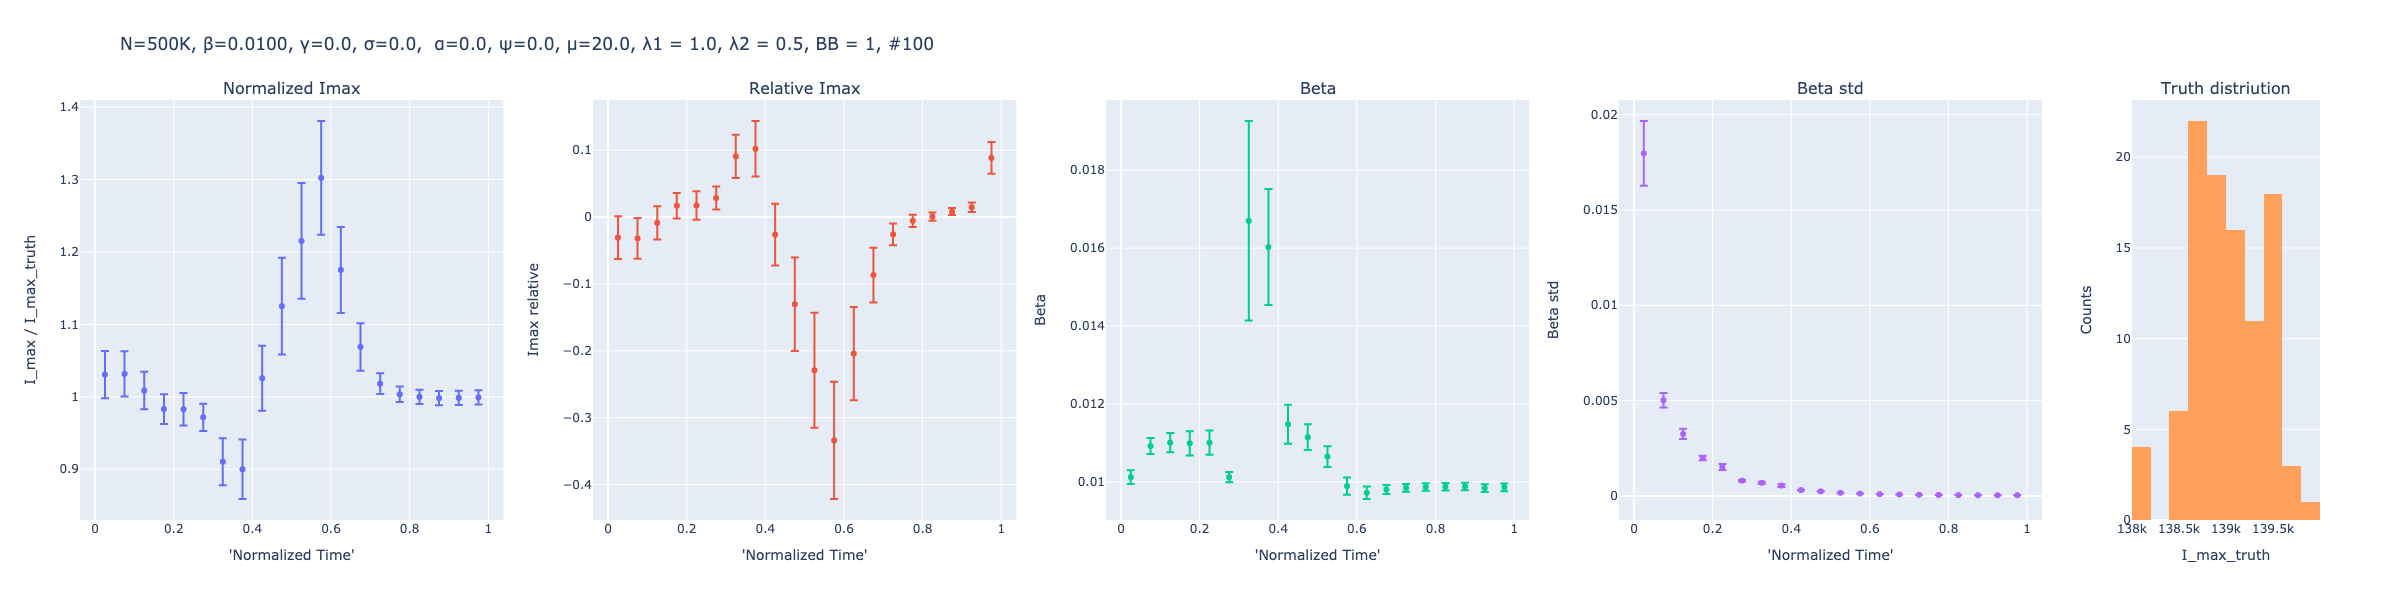 N=500K, β=0.0100, γ=0.0, σ=0.0,  α=0.0, ψ=0.0, μ=20.0, λ1 = 1.0, λ2 = 0.5, BB = 1, #100
Normalized Imax
I_max / I_max_truth
1.4
1.3
1.2
1.1
1
0.9
0 0.2 0.4 0.6 0.8 1
'Normalized Time'
Relative Imax
Imax relative
0.1
0
−0.1
−0.2
−0.3
−0.4
0 0.2 0.4 0.6 0.8 1
'Normalized Time'
Beta
Beta
0.018
0.016
0.014
0.012
0.01
0 0.2 0.4 0.6 0.8 1
'Normalized Time'
Beta std
Beta std
0.02
0.015
0.01
0.005
0
0 0.2 0.4 0.6 0.8 1
'Normalized Time'
Truth distriution
Counts
20
15
10
5
0
138k 138.5k 139k 139.5k
I_max_truth